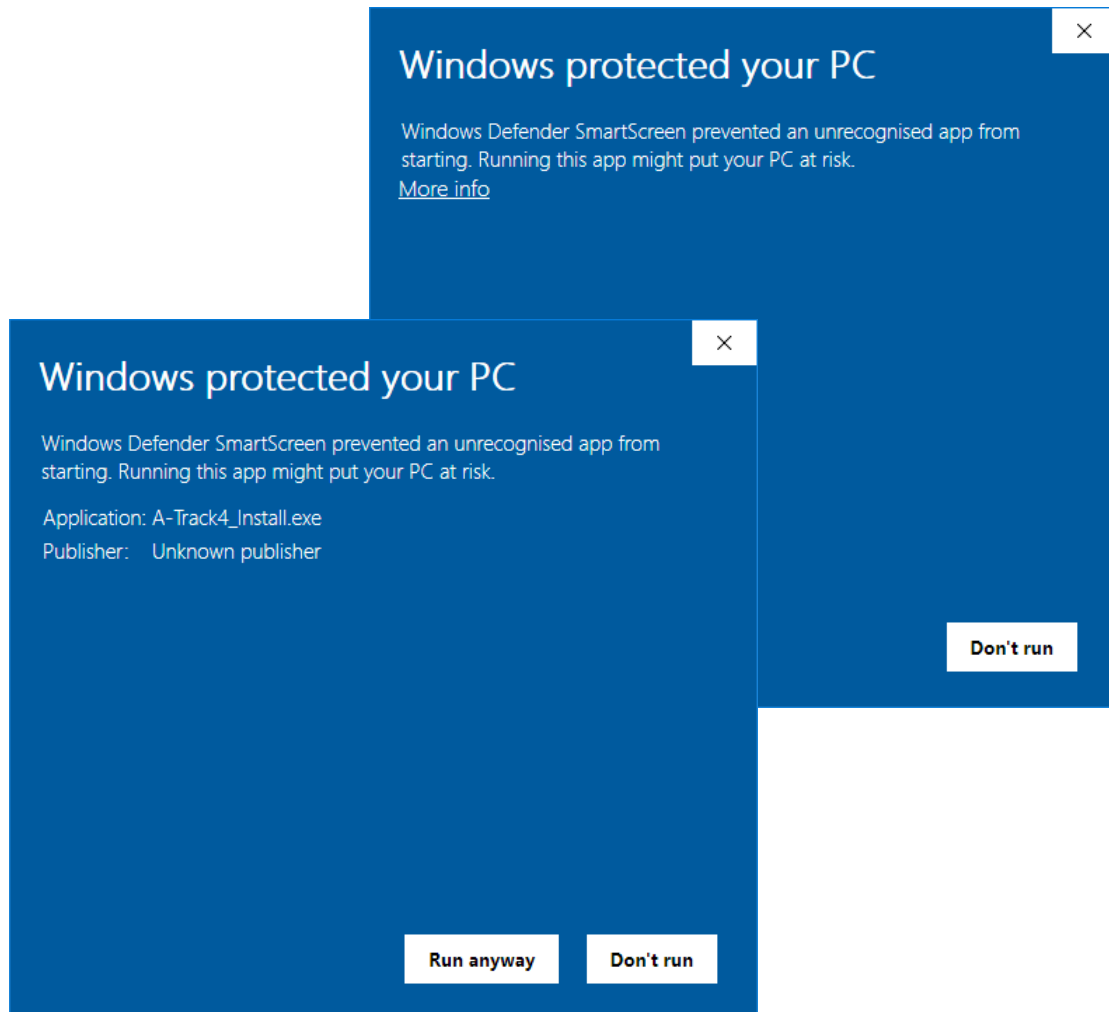 Windows protected your PC
Windows Defender SmartScreen prevented an unrecognised app from
starting. Running this app might put your PC at risk.
More info
Don't run
Windows protected your PC
Windows Defender SmartScreen prevented an unrecognised app from
starting. Running this app might put your PC at risk.
Application: A-Track4_Install.exe
Publisher: Unknown publisher
Run anyway Don't run